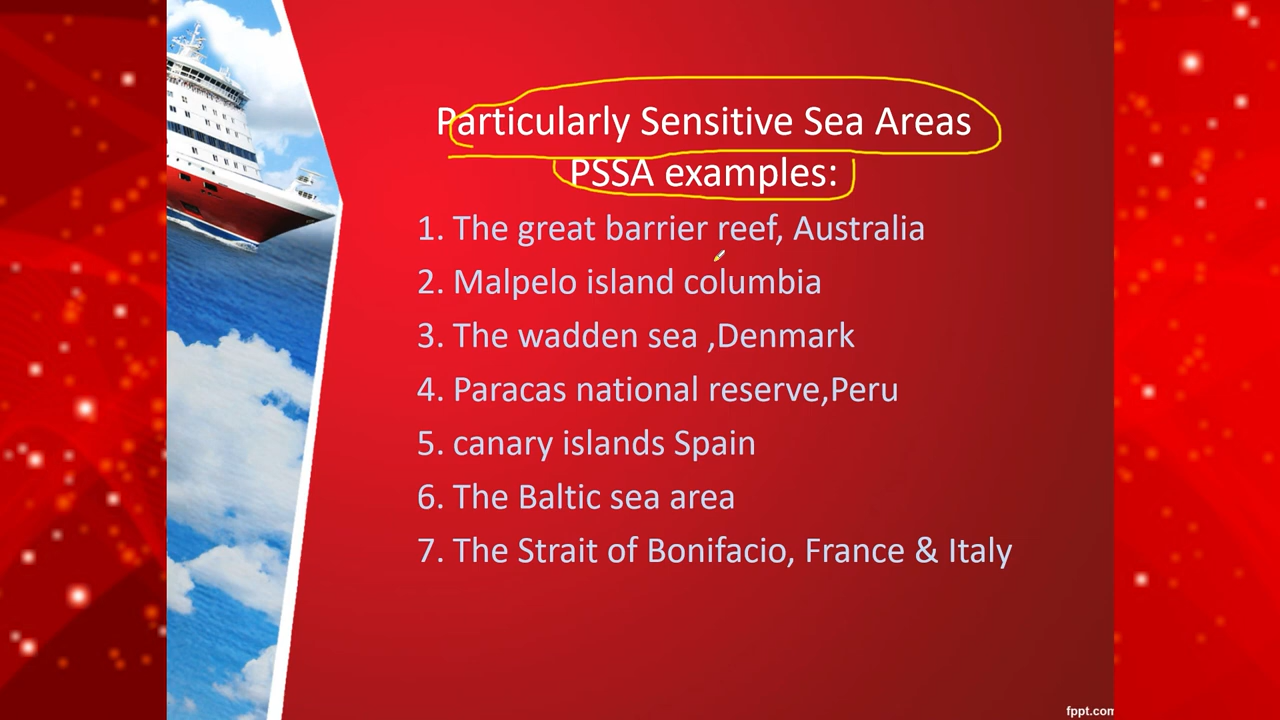 Particularly Sensitive Sea Areas
PSSA examples:
1. The great barrier reef, Australia
2. Malpelo island columbia
3. The wadden sea ,Denmark
4. Paracas national reserve,Peru
5. canary islands Spain
6. The Baltic sea area
7. The Strait of Bonifacio, France & Italy
fppt.com